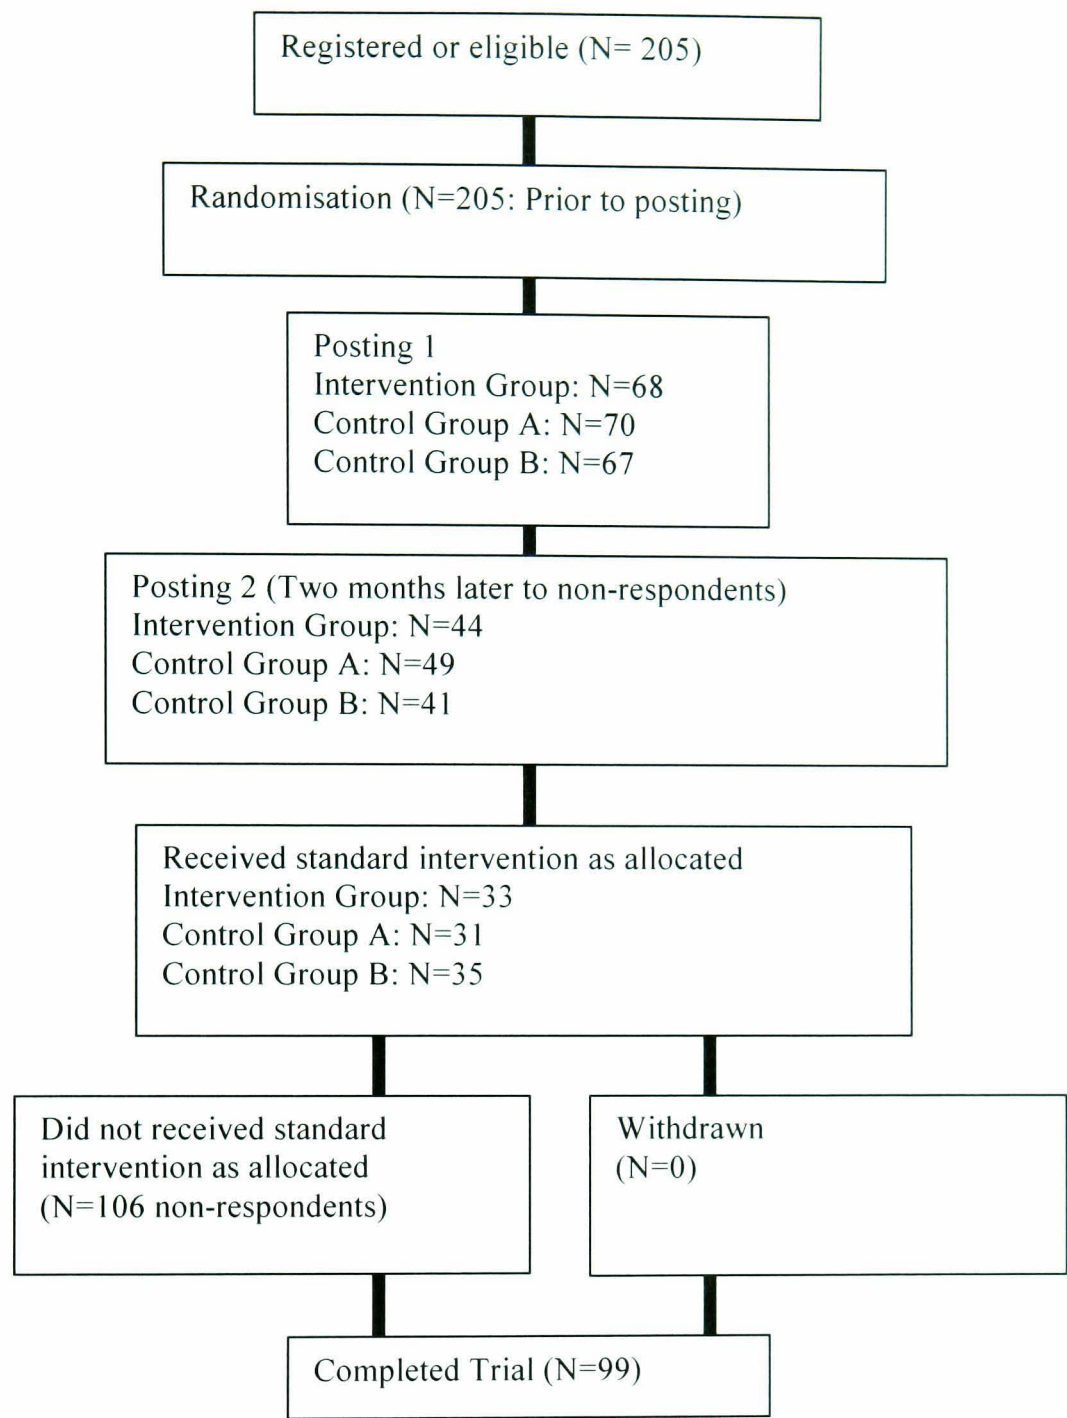 Registered or eligible (N= 205)
Randomisation (N=205: Prior to posting)
Posting 1
Intervention Group: N=68
Control Group A: N=70
Control Group B: N=67
Posting 2 (Two months later to non-respondents)
Intervention Group: N=44
Control Group A: N=49
Control Group B: N=41
Received standard intervention as allocated
Intervention Group: N=33
Control Group A: N=31
Control Group B: N=35
Did not received standard
intervention as allocated
(N=106 non-respondents)
Withdrawn
(N=0)
Completed Trial (N=99)